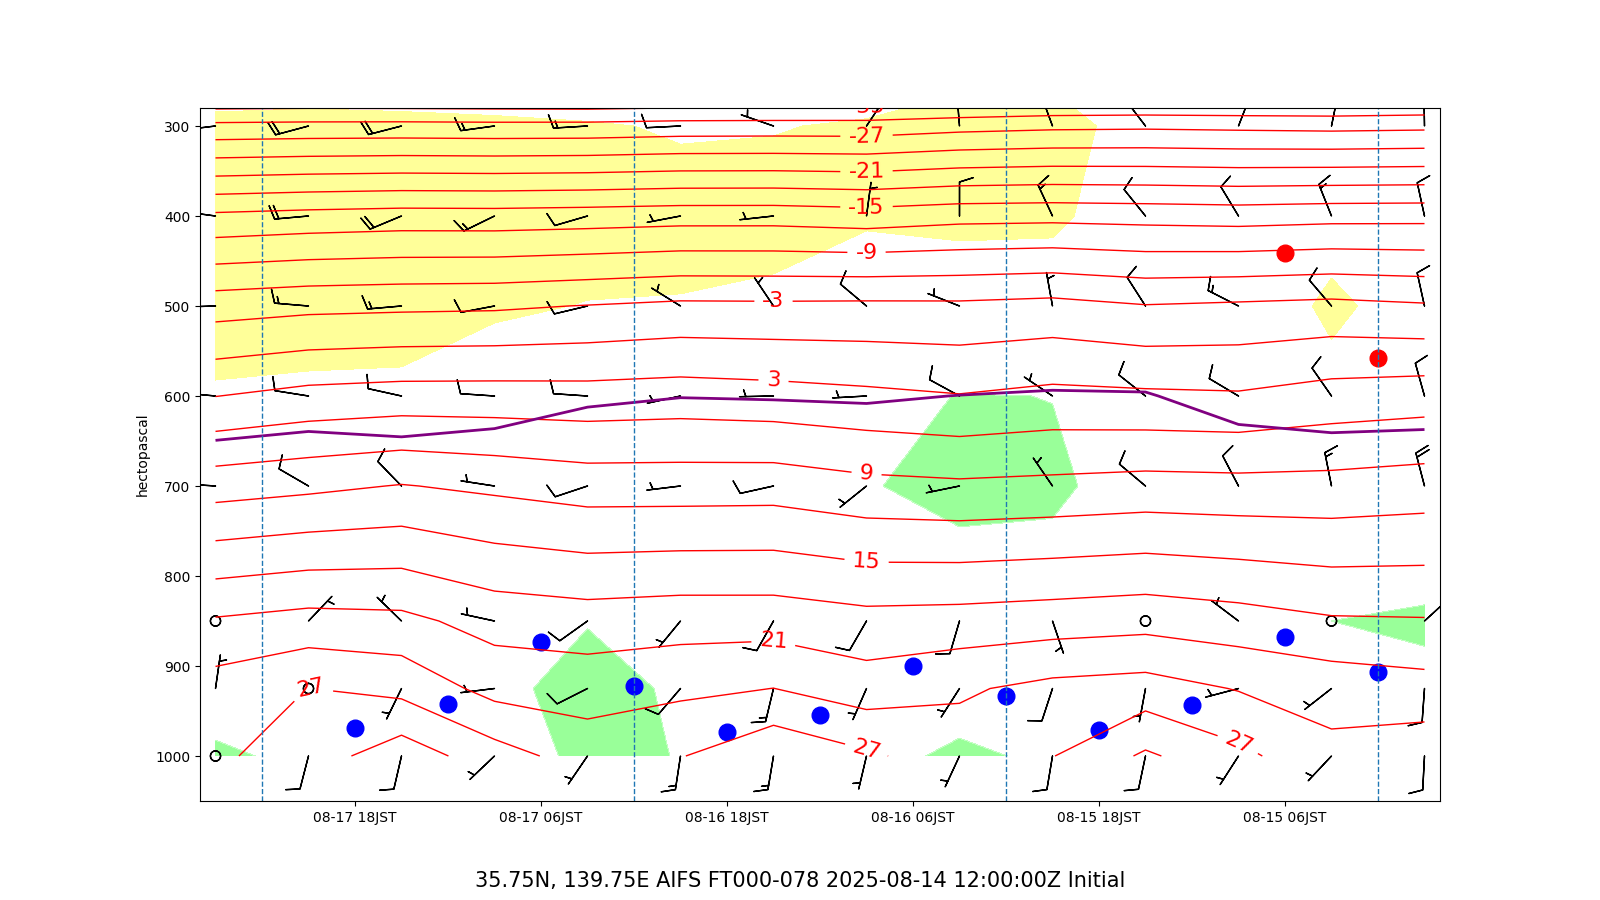 -33
300
-27
-21
400
-15
-9
500
3
600
3
hectopascal
700
9
800
15
900
21
27
1000
27
27
08-17 18JST
08-17 06JST
08-16 18JST
08-16 06JST
08-15 18JST
08-15 06JST
35.75N, 139.75E AIFS FT000-078 2025-08-14 12:00:00Z Initial